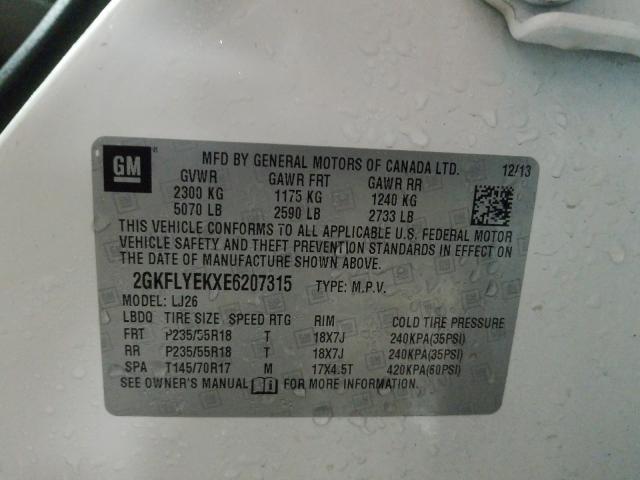 GM MFD BY GENERAL MOTORS OF CANADA LTD. 12/13
GVWR GAWR FRT GAWR RR
2300 KG 1175 KG 1240 KG
5070 LB 2590 LB 2733 LB
THIS VEHICLE CONFORMS TO ALL APPLICABLE U.S. FEDERAL MOTOR
VEHICLE SAFETY AND THEFT PREVENTION STANDARDS IN EFFECT ON
THE DATE OF MANUFACTURE SHOWN ABOVE.
2GKFLYEKXE6207315 TYPE: M.P.V.
MODEL: LJ26
LBDQ TIRE SIZE SPEED RTG RIM COLD TIRE PRESSURE
FRT P235/55R18 T 18X7J 240KPA(35PSI)
RR P235/55R18 T 18X7J 240KPA(35PSI)
SPA T145/70R17 M 17X4.5T 420KPA(60PSI)
SEE OWNER'S MANUAL FOR MORE INFORMATION.